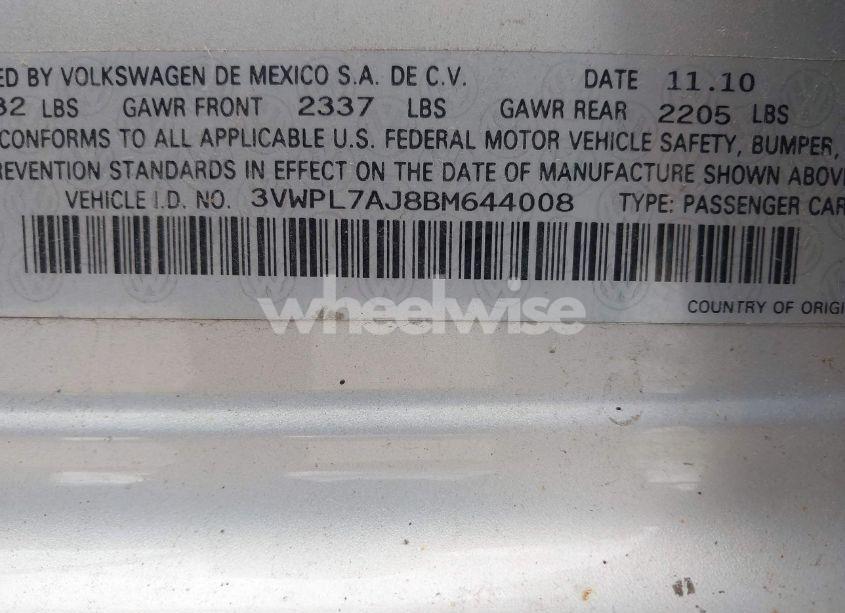 ED BY VOLKSWAGEN DE MEXICO S.A. DE C.V. DATE 11.10
32 LBS GAWR FRONT 2337 LBS GAWR REAR 2205 LBS
CONFORMS TO ALL APPLICABLE U.S. FEDERAL MOTOR VEHICLE SAFETY, BUMPER,
REVENTION STANDARDS IN EFFECT ON THE DATE OF MANUFACTURE SHOWN ABOVE
VEHICLE I.D. NO. 3VWPL7AJ8BM644008 TYPE: PASSENGER CAR
wheelwise
COUNTRY OF ORIGI